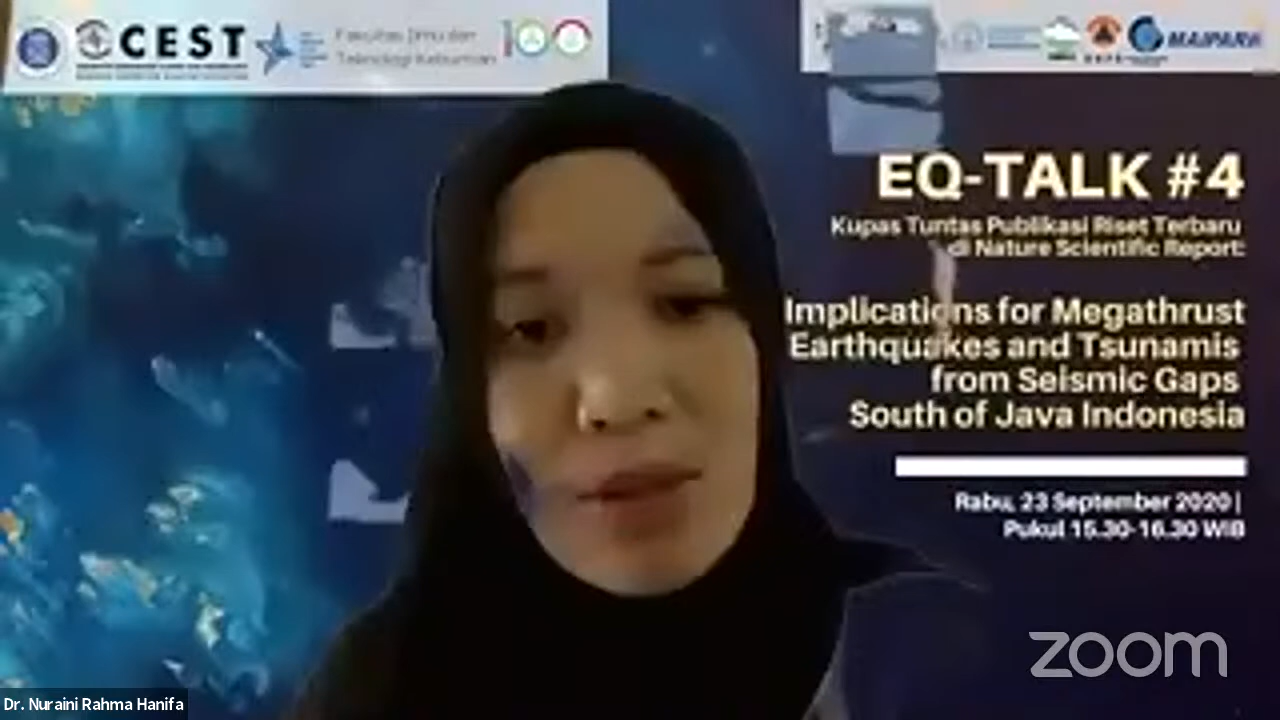 CEST
Fakultas Ilmu dan
Teknologi Kebumian
MAIPARK
EQ-TALK #4
Kupas Tuntas Publikasi Riset Terbaru
di Nature Scientific Report:
Implications for Megathrust
Earthquakes and Tsunamis
from Seismic Gaps
South of Java Indonesia
Rabu, 23 September 2020 |
Pukul 15.30-16.30 WIB
zoom
Dr. Nuraini Rahma Hanifa